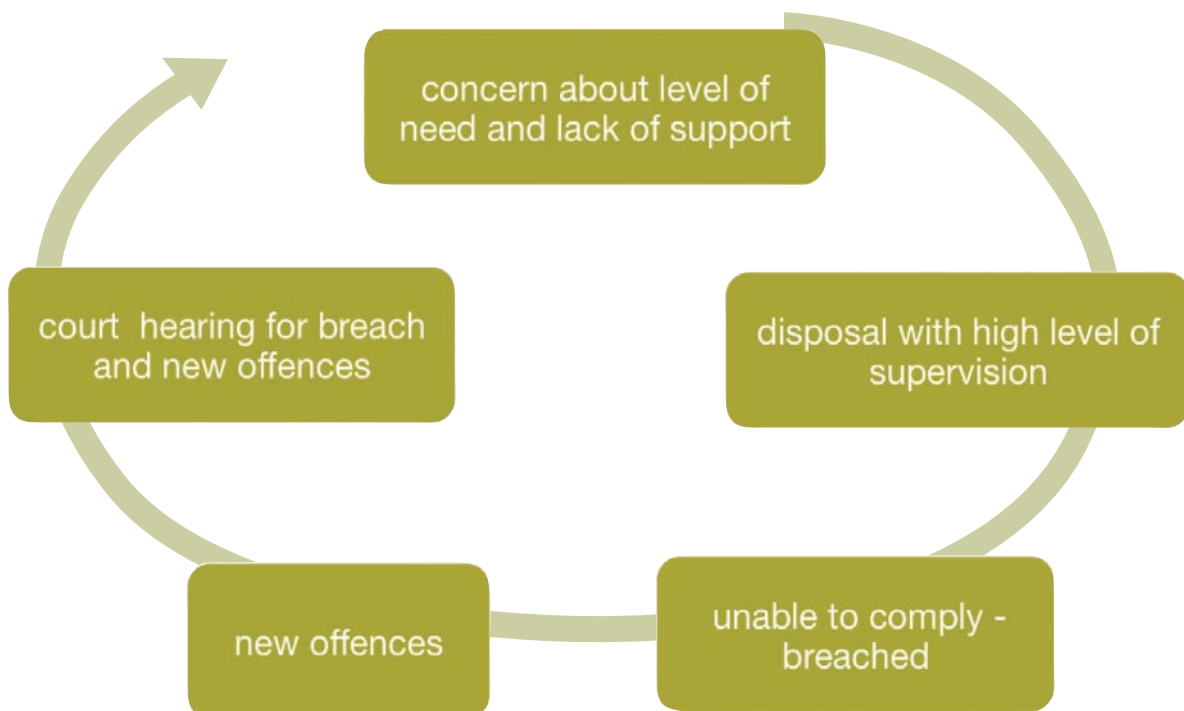 concern about level of
need and lack of support
disposal with high level of
supervision
unable to comply -
breached
new offences
court hearing for breach
and new offences